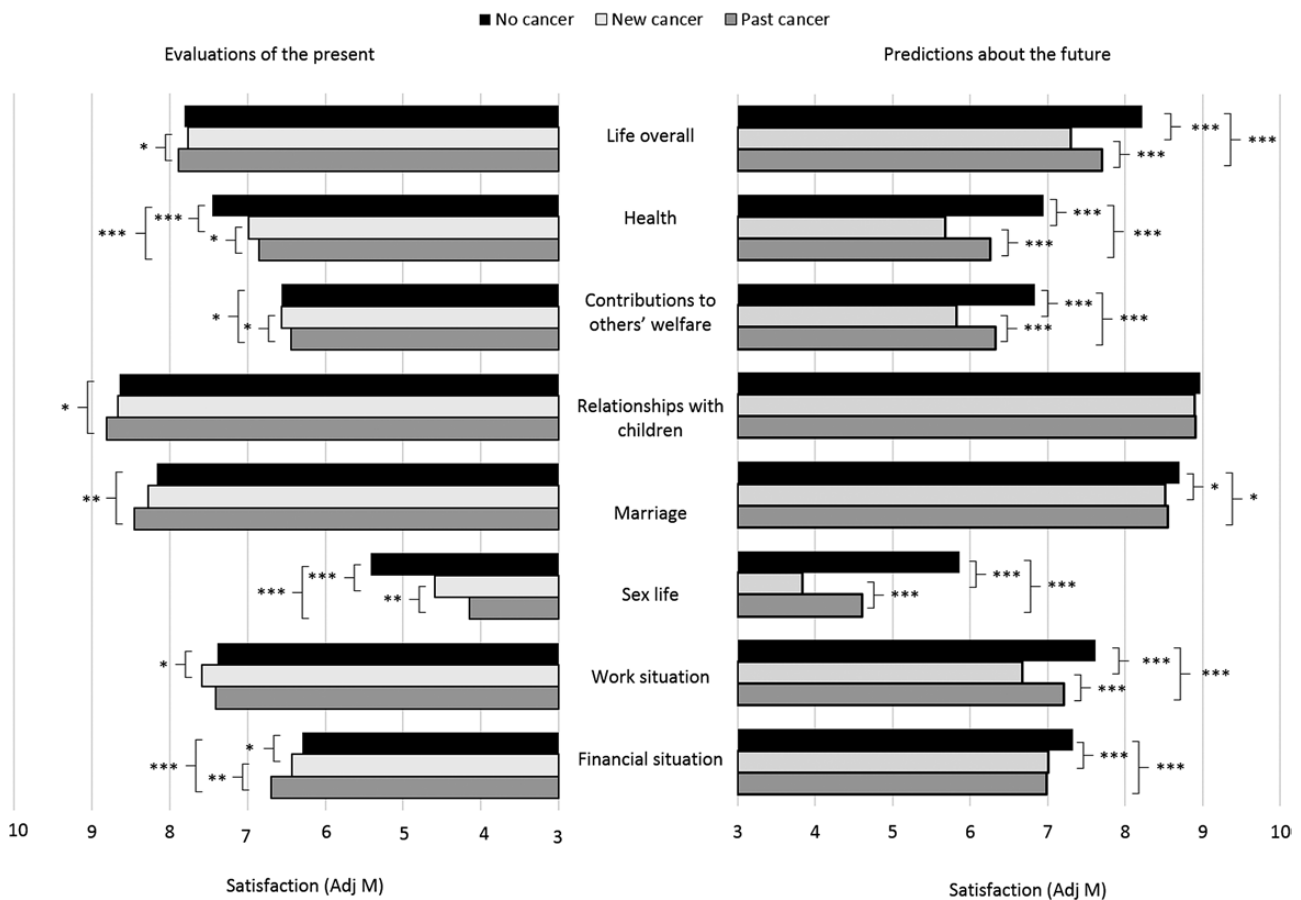 No cancer New cancer Past cancer
Evaluations of the present Predictions about the future
Life overall
* *** *** ***
Health
*** *** * *** *** ***
Contributions to
others’ welfare
* * *** *** ***
Relationships with
children
*
Marriage
** * *
Sex life
*** *** ** *** *** ***
Work situation
* *** *** ***
Financial situation
*** ** * *** ***
10 9 8 7 6 5 4 3 3 4 5 6 7 8 9 10
Satisfaction (Adj M) Satisfaction (Adj M)